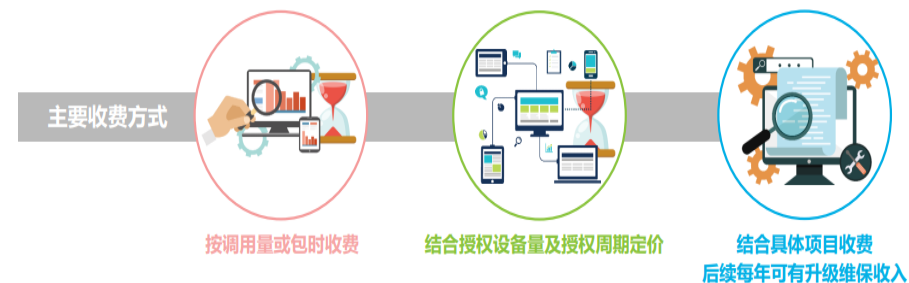 主要收费方式
按调用量或包时收费
结合授权设备量及授权周期定价
结合具体项目收费
后续每年可有升级维保收入